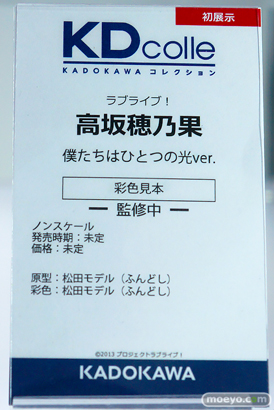 初展示
KDcolle
KADOKAWA コレクション
ラブライブ！
高坂穂乃果
僕たちはひとつの光ver.
彩色見本
ー 監修中 ー
ノンスケール
発売時期：未定
価格：未定
原型：松田モデル（ふんどし）
彩色：松田モデル（ふんどし）
©2013 プロジェクトラブライブ！
KADOKAWA
moeyo.com